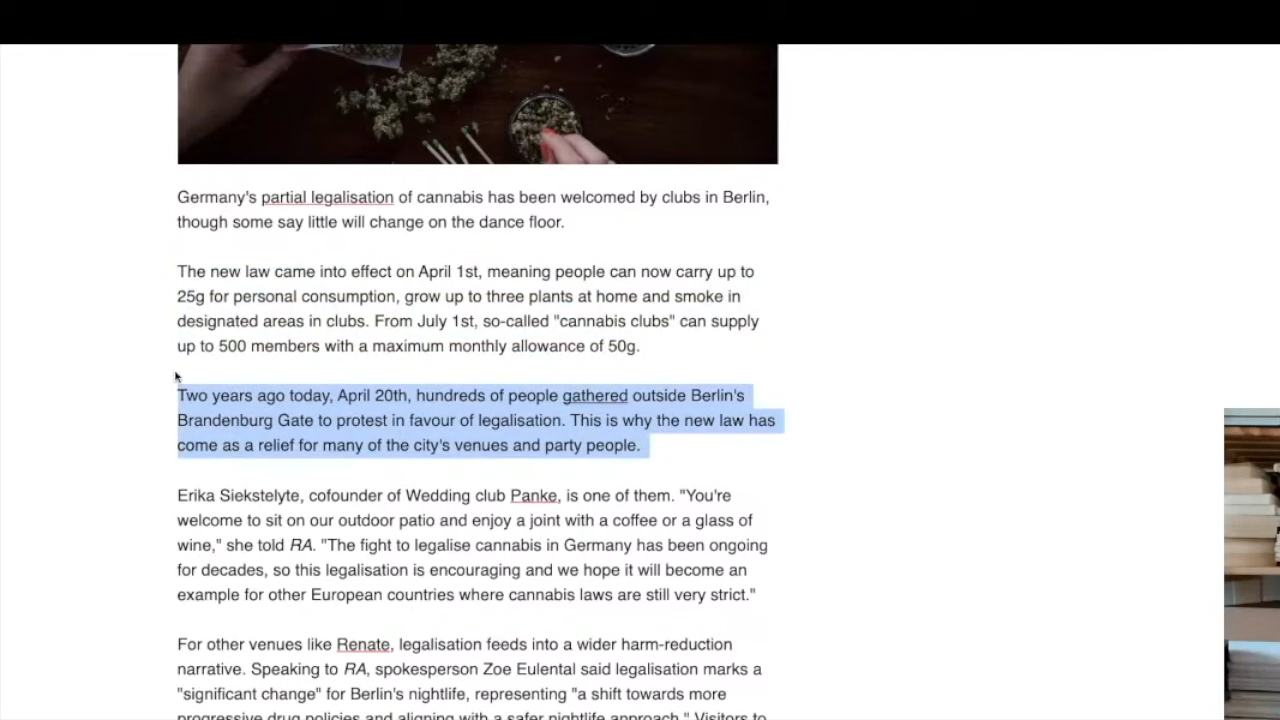 Germany's partial legalisation of cannabis has been welcomed by clubs in Berlin,
though some say little will change on the dance floor.
The new law came into effect on April 1st, meaning people can now carry up to
25g for personal consumption, grow up to three plants at home and smoke in
designated areas in clubs. From July 1st, so-called "cannabis clubs" can supply
up to 500 members with a maximum monthly allowance of 50g.
Two years ago today, April 20th, hundreds of people gathered outside Berlin's
Brandenburg Gate to protest in favour of legalisation. This is why the new law has
come as a relief for many of the city's venues and party people.
Erika Siekstelyte, cofounder of Wedding club Panke, is one of them. "You're
welcome to sit on our outdoor patio and enjoy a joint with a coffee or a glass of
wine," she told RA. "The fight to legalise cannabis in Germany has been ongoing
for decades, so this legalisation is encouraging and we hope it will become an
example for other European countries where cannabis laws are still very strict."
For other venues like Renate, legalisation feeds into a wider harm-reduction
narrative. Speaking to RA, spokesperson Zoe Eulental said legalisation marks a
"significant change" for Berlin's nightlife, representing "a shift towards more
progressive drug policies and aligning with a safer nightlife approach." Visitors to